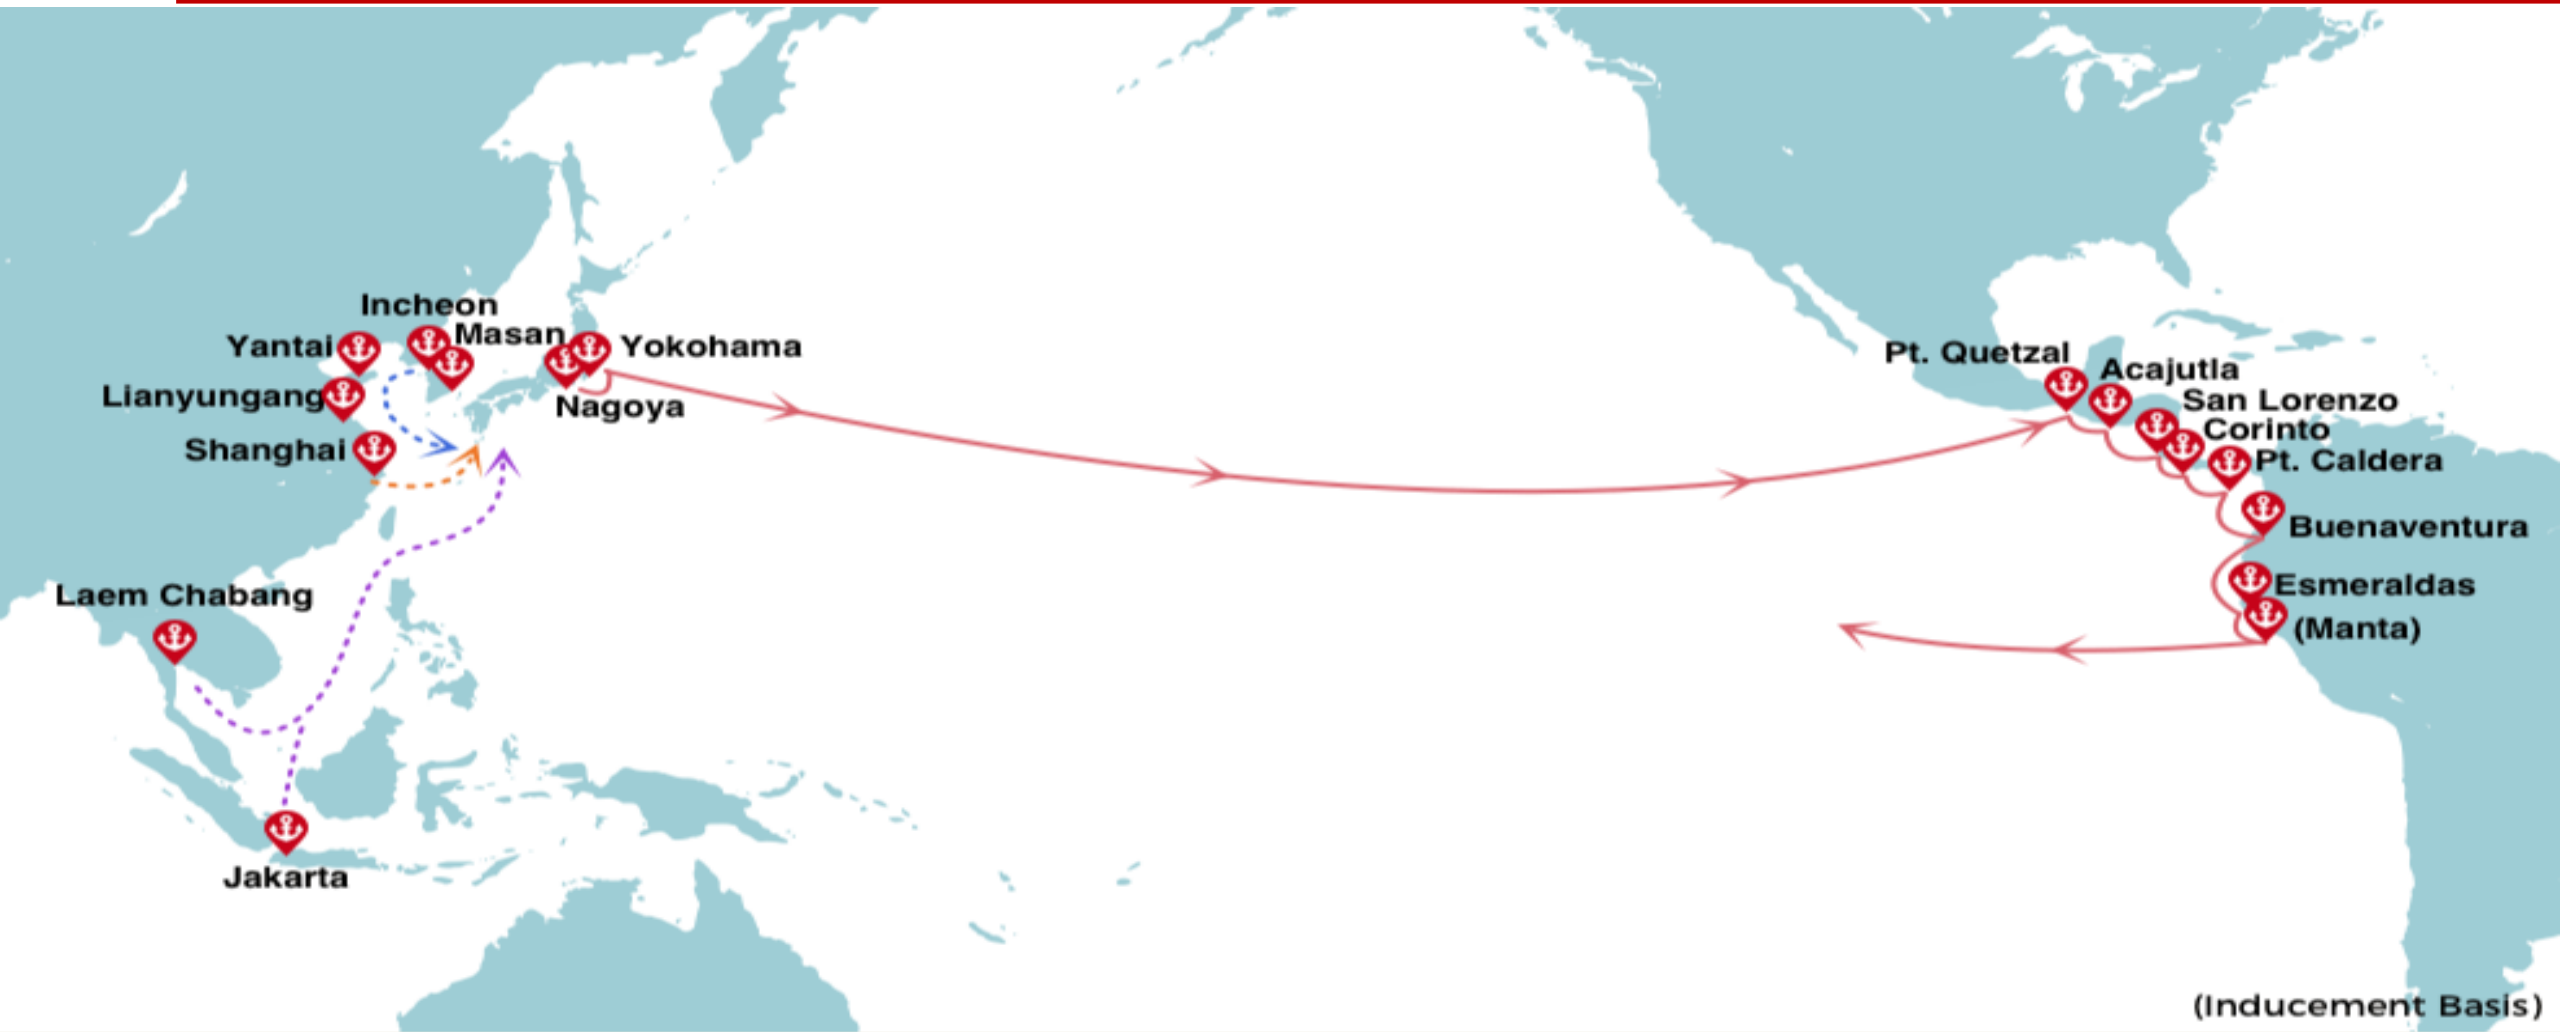 Incheon
Masan
Yantai
Yokohama
Lianyungang
Nagoya
Shanghai
Laem Chabang
Jakarta
Pt. Quetzal
Acajutla
San Lorenzo
Corinto
Pt. Caldera
Buenaventura
Esmeraldas
(Manta)
(Inducement Basis)